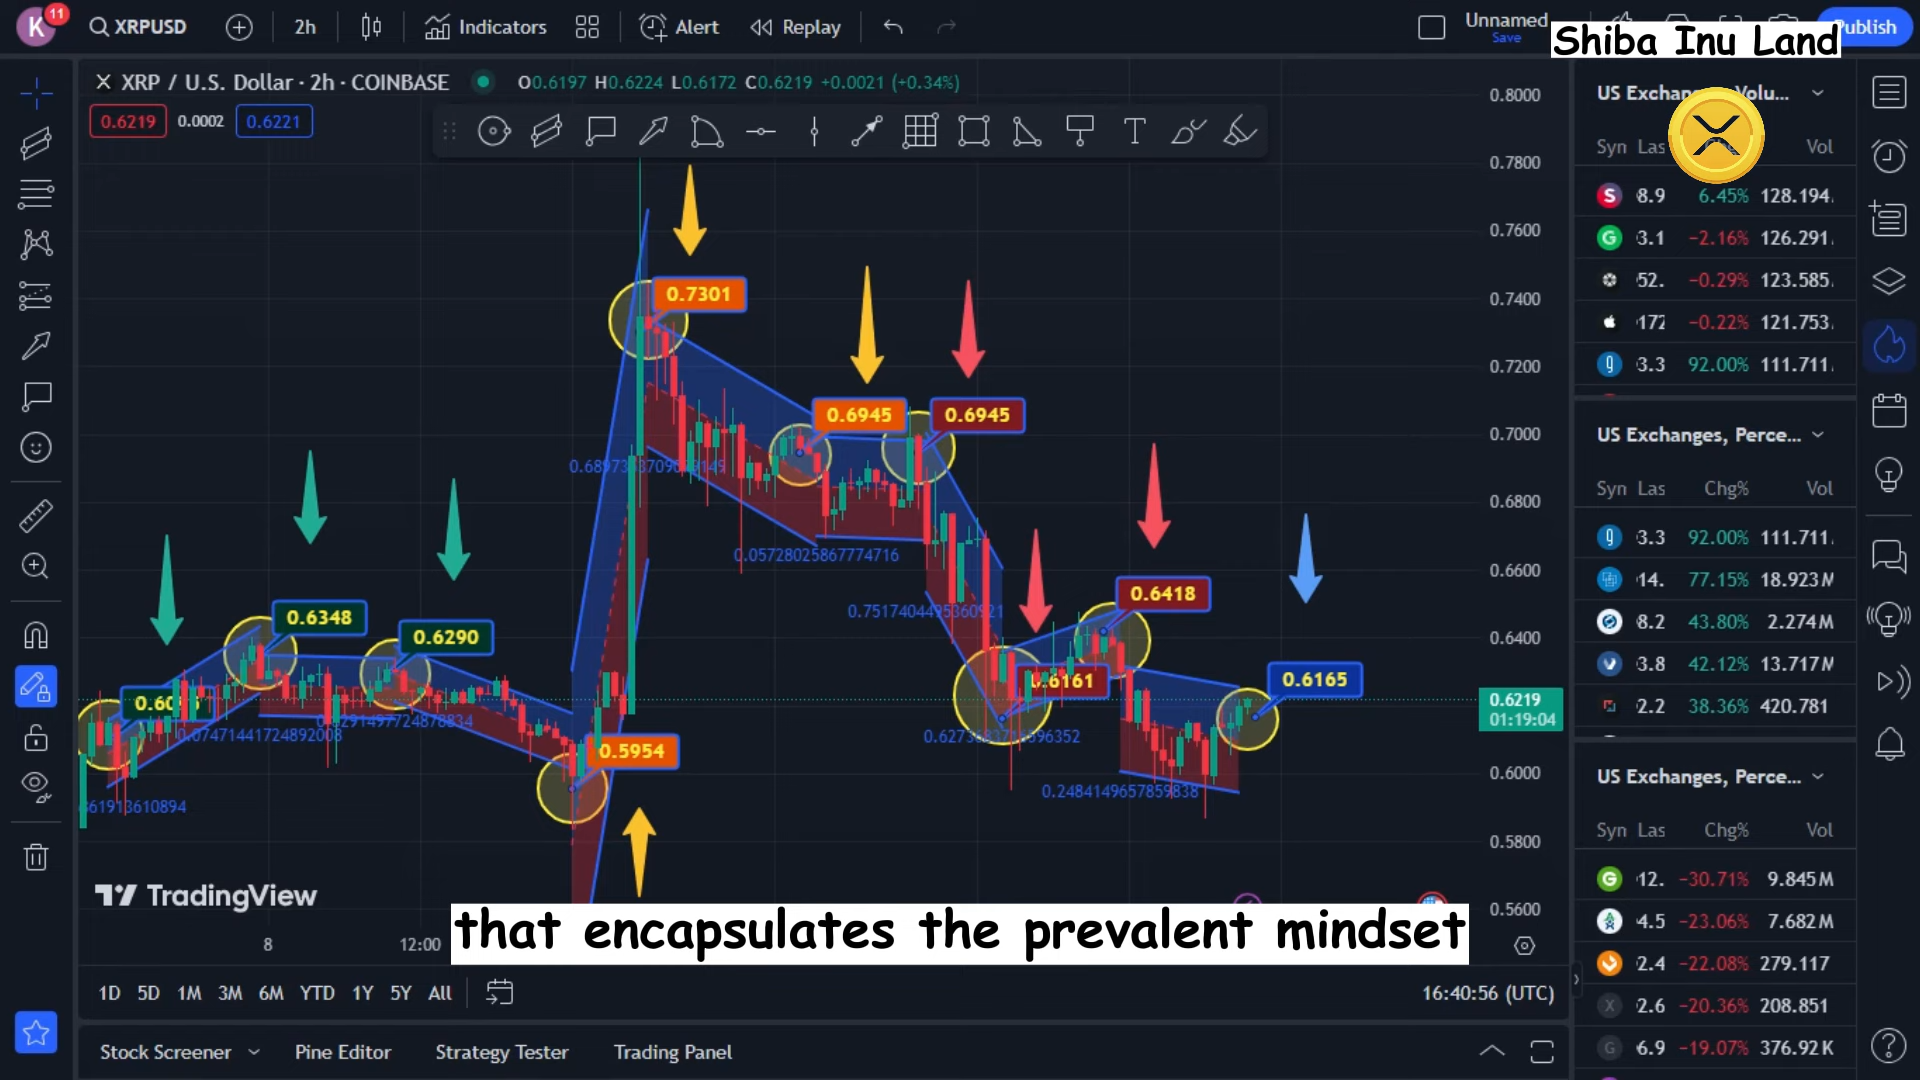 K 11 XRPUSD 2h Indicators Alert Replay Unnamed Save Publish
Shiba Inu Land
XRP / U.S. Dollar · 2h · COINBASE O0.6197 H0.6224 L0.6172 C0.6219 +0.0021 (+0.34%)
0.6219 0.0002 0.6221
0.8000
0.7800
0.7600
0.7400
0.7200
0.7000
0.6800
0.6600
0.6400
0.6219
01:19:04
0.6000
0.5800
0.5600
0.7301
0.6945
0.6945
0.05728025867774716
0.7517404495360921
0.6418
0.6348
0.6290
0.6161
0.6165
0.07471441724892008
0.5954
0.2484149657859838
61913610894
TradingView
that encapsulates the prevalent mindset
8 12:00
1D 5D 1M 3M 6M YTD 1Y 5Y All
16:40:56 (UTC)
Stock Screener Pine Editor Strategy Tester Trading Panel
US Exchang Volu...
Syn Las Vol
S 8.9 6.45% 128.194
G 3.1 −2.16% 126.291
52. −0.29% 123.585
172 −0.22% 121.753
g 3.3 92.00% 111.711
US Exchanges, Perce...
Syn Las Chg% Vol
g 3.3 92.00% 111.711
14. 77.15% 18.923M
8.2 43.80% 2.274M
3.8 42.12% 13.717M
2.2 38.36% 420.781
US Exchanges, Perce...
Syn Las Chg% Vol
G 12. −30.71% 9.845M
4.5 −23.06% 7.682M
2.4 −22.08% 279.117
X 2.6 −20.36% 208.851
G 6.9 −19.07% 376.92K